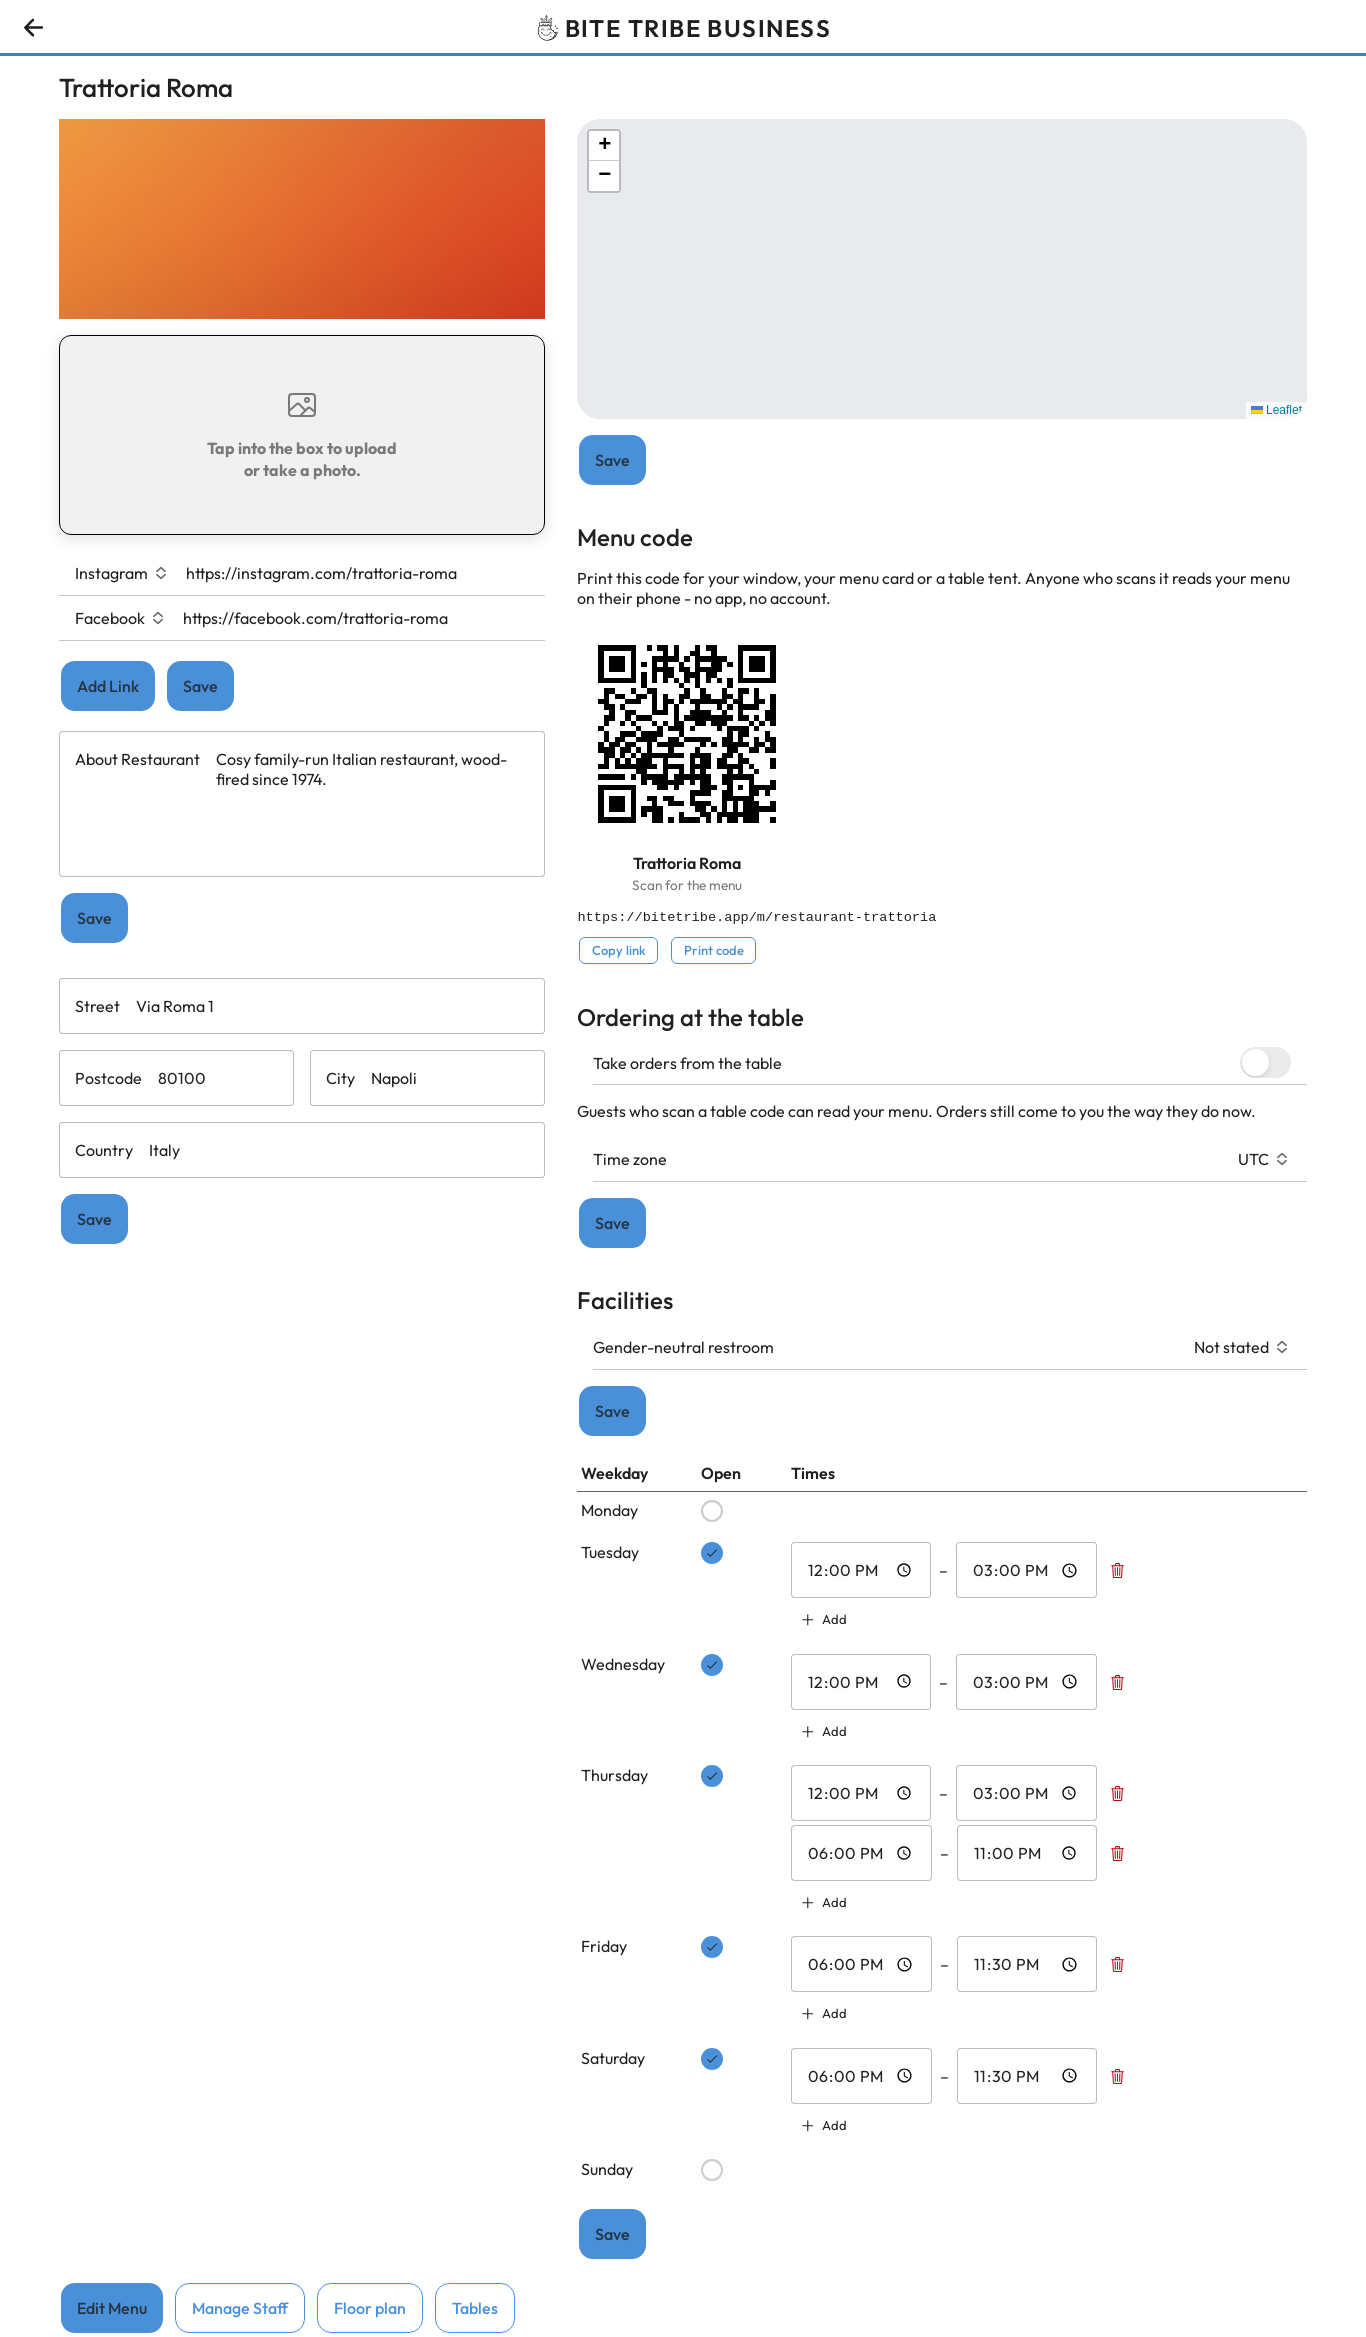 BITE TRIBE BUSINESS
Trattoria Roma
Tap into the box to upload
or take a photo.
Instagram https://instagram.com/trattoria-roma
Facebook https://facebook.com/trattoria-roma
Add Link Save
About Restaurant Cosy family-run Italian restaurant, wood-
fired since 1974.
Save
Street Via Roma 1
Postcode 80100 City Napoli
Country Italy
Save
+
−
Leaflet
Save
Menu code
Print this code for your window, your menu card or a table tent. Anyone who scans it reads your menu
on their phone - no app, no account.
Trattoria Roma
Scan for the menu
https://bitetribe.app/m/restaurant-trattoria
Copy link Print code
Ordering at the table
Take orders from the table
Guests who scan a table code can read your menu. Orders still come to you the way they do now.
Time zone UTC
Save
Facilities
Gender-neutral restroom Not stated
Save
Weekday Open Times
Monday
Tuesday 12:00 PM – 03:00 PM
+ Add
Wednesday 12:00 PM – 03:00 PM
+ Add
Thursday 12:00 PM – 03:00 PM
06:00 PM – 11:00 PM
+ Add
Friday 06:00 PM – 11:30 PM
+ Add
Saturday 06:00 PM – 11:30 PM
+ Add
Sunday
Save
Edit Menu Manage Staff Floor plan Tables